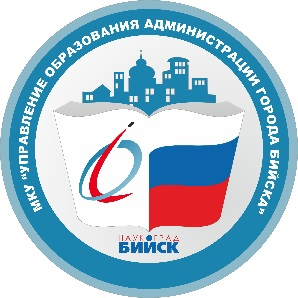 МКУ "УПРАВЛЕНИЕ ОБРАЗОВАНИЯ АДМИНИСТРАЦИИ ГОРОДА БИЙСКА"
НАУКОГРАД
БИЙСК